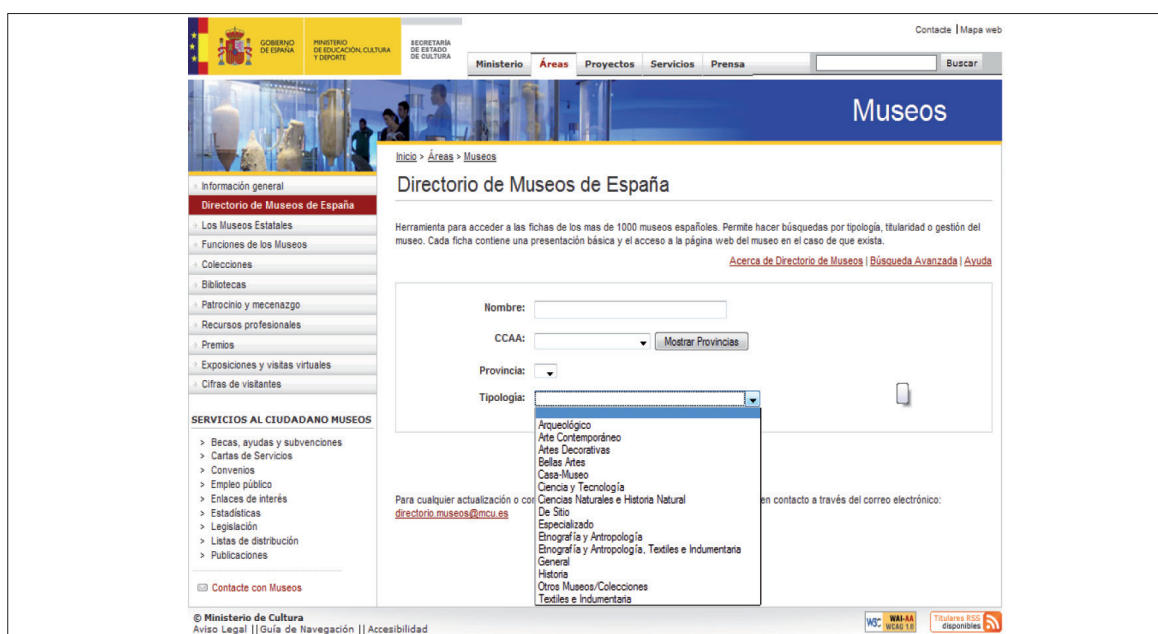 Contacte | Mapa web
GOBIERNO
DE ESPAÑA
MINISTERIO
DE EDUCACIÓN, CULTURA
Y DEPORTE
SECRETARÍA
DE ESTADO
DE CULTURA
Ministerio Áreas Proyectos Servicios Prensa Buscar
Museos
Inicio > Áreas > Museos
Directorio de Museos de España
Información general
Directorio de Museos de España
Los Museos Estatales
Funciones de los Museos
Colecciones
Bibliotecas
Patrocinio y mecenazgo
Recursos profesionales
Premios
Exposiciones y visitas virtuales
Cifras de visitantes
SERVICIOS AL CIUDADANO MUSEOS
> Becas, ayudas y subvenciones
> Cartas de Servicios
> Convenios
> Empleo público
> Enlaces de interés
> Estadísticas
> Legislación
> Listas de distribución
> Publicaciones
Contacte con Museos
Herramienta para acceder a las fichas de los mas de 1000 museos españoles. Permite hacer búsquedas por tipología, titularidad o gestión del
museo. Cada ficha contiene una presentación básica y el acceso a la página web del museo en el caso de que exista.
Acerca de Directorio de Museos | Búsqueda Avanzada | Ayuda
Nombre:
CCAA: Mostrar Provincias
Provincia:
Tipología:
Arqueológico
Arte Contemporáneo
Artes Decorativas
Bellas Artes
Casa-Museo
Ciencia y Tecnología
Ciencias Naturales e Historia Natural
De Sitio
Especializado
Etnografía y Antropología
Etnografía y Antropología, Textiles e Indumentaria
General
Historia
Otros Museos/Colecciones
Textiles e Indumentaria
Para cualquier actualización o cor en contacto a través del correo electrónico:
directorio.museos@mcu.es
© Ministerio de Cultura
Aviso Legal || Guía de Navegación || Accesibilidad
W3C WAI-AA
WCAG 1.0
Titulares RSS
disponibles